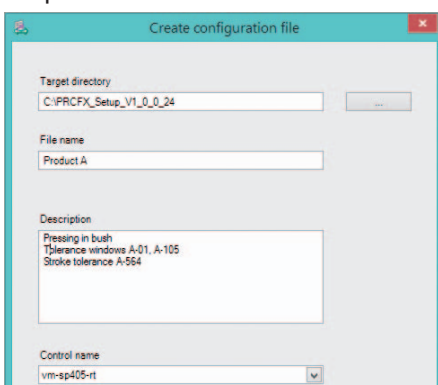 Create configuration file
Target directory
C:\PRCFX_Setup_V1_0_0_24
...
File name
Product A
Description
Pressing in bush
Tolerance windows A-01, A-105
Stroke tolerance A-564
Control name
vm-sp405-rt